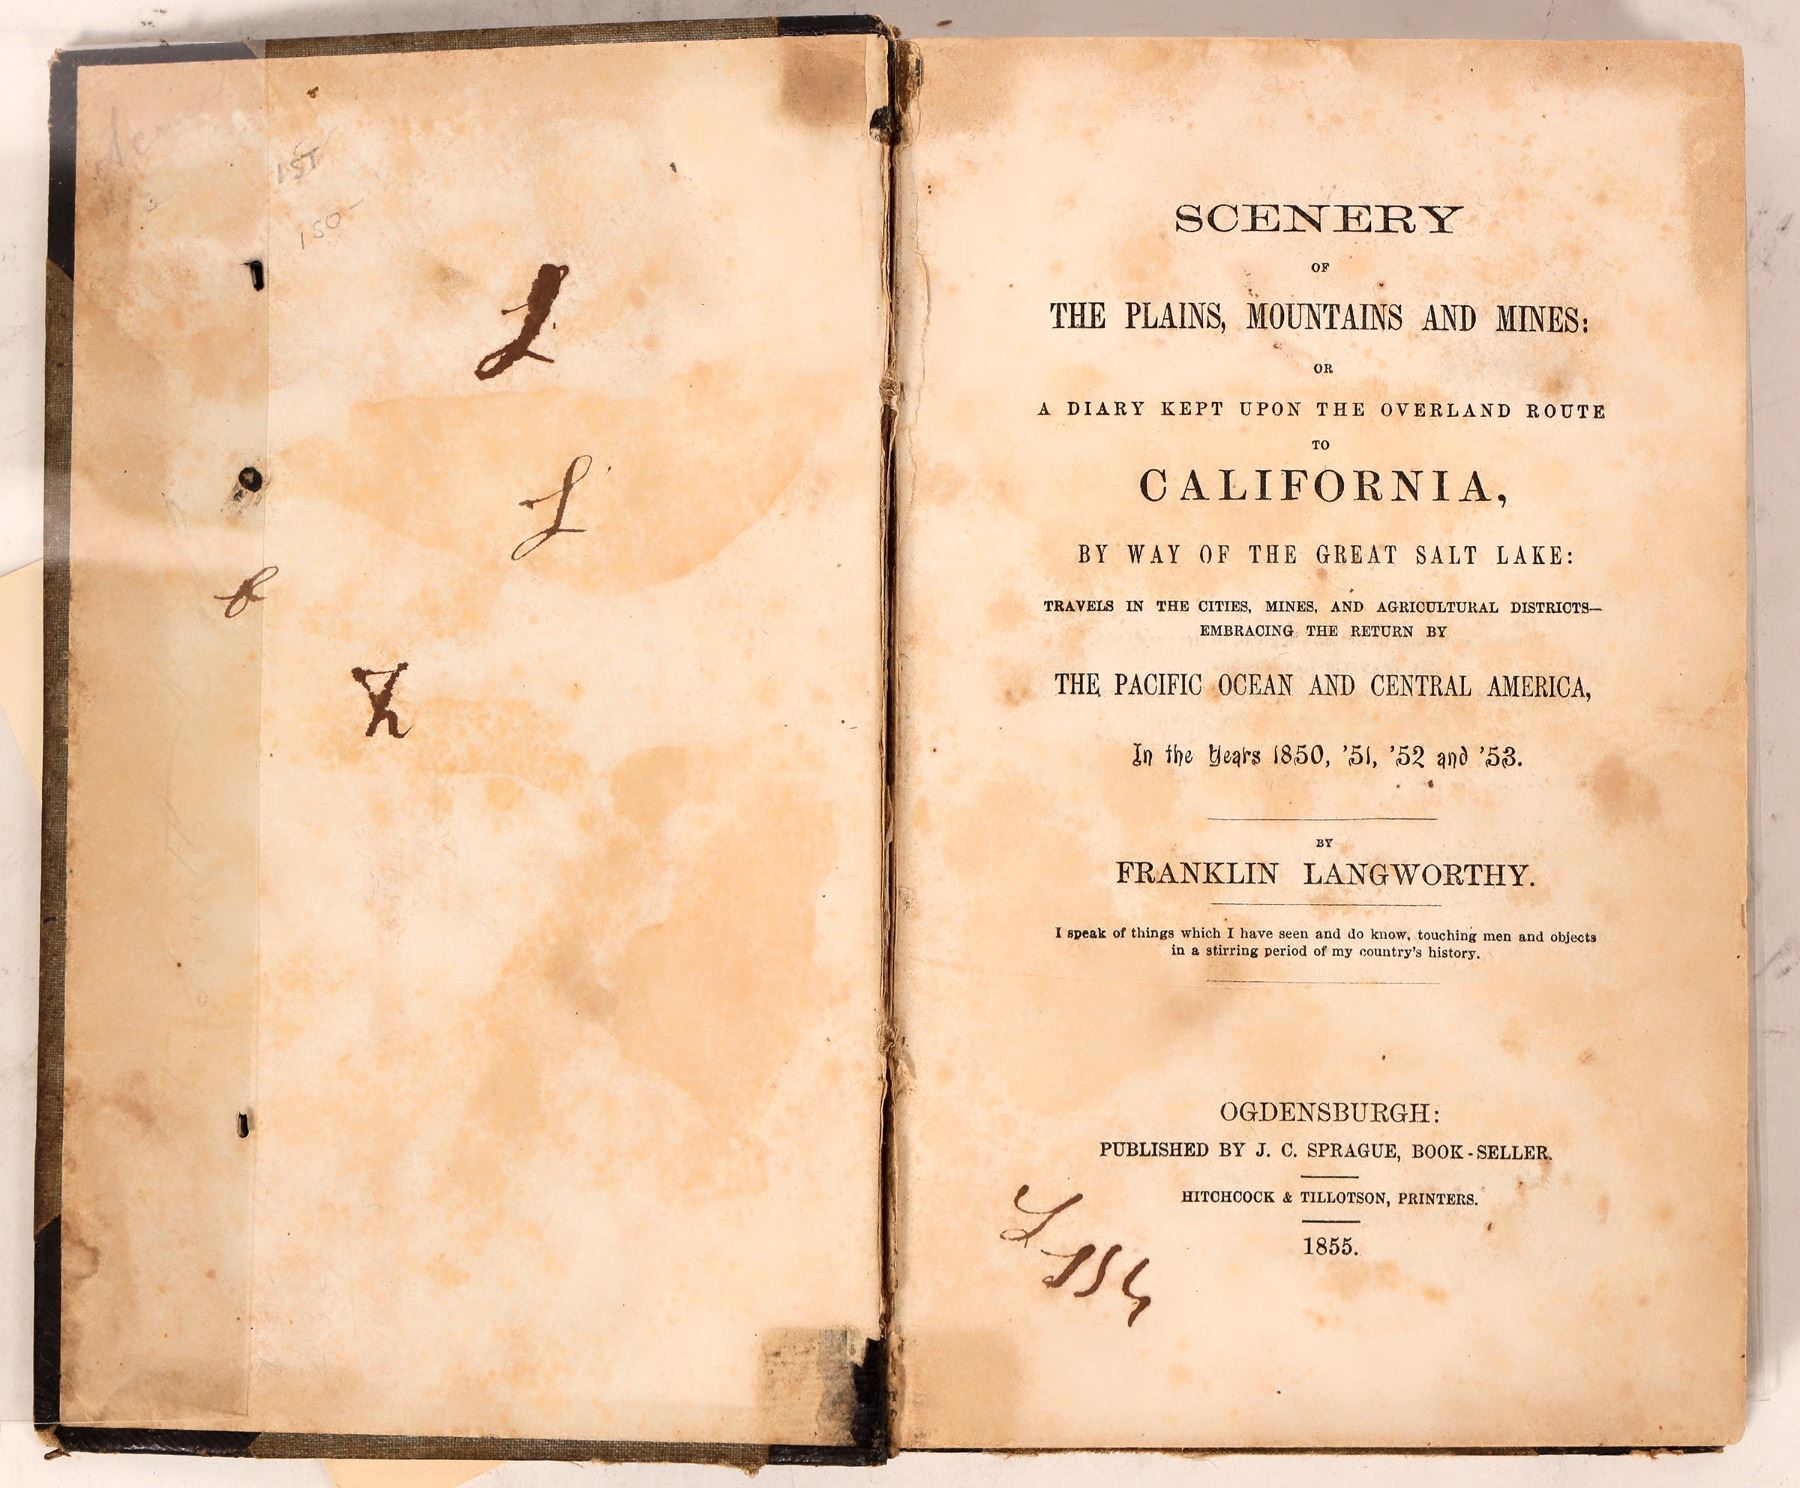 1ST
150-
SCENERY
OF
THE PLAINS, MOUNTAINS AND MINES:
OR
A DIARY KEPT UPON THE OVERLAND ROUTE
TO
CALIFORNIA,
BY WAY OF THE GREAT SALT LAKE:
TRAVELS IN THE CITIES, MINES, AND AGRICULTURAL DISTRICTS—
EMBRACING THE RETURN BY
THE PACIFIC OCEAN AND CENTRAL AMERICA,
In the Years 1850, '51, '52 and '53.
BY
FRANKLIN LANGWORTHY.
I speak of things which I have seen and do know, touching men and objects
in a stirring period of my country's history.
OGDENSBURGH:
PUBLISHED BY J. C. SPRAGUE, BOOK-SELLER.
HITCHCOCK & TILLOTSON, PRINTERS.
1855.